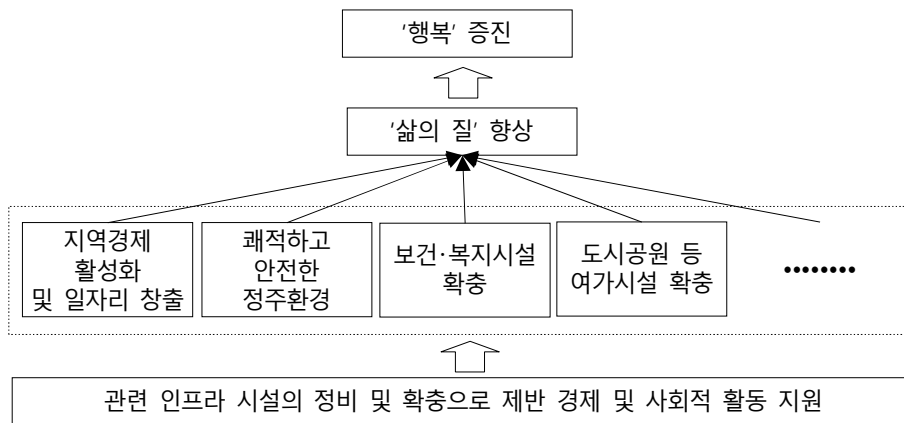 '행복' 증진
'삶의 질' 향상
지역경제
활성화
및 일자리 창출
쾌적하고
안전한
정주환경
보건·복지시설
확충
도시공원 등
여가시설 확충
••••••••
관련 인프라 시설의 정비 및 확충으로 제반 경제 및 사회적 활동 지원